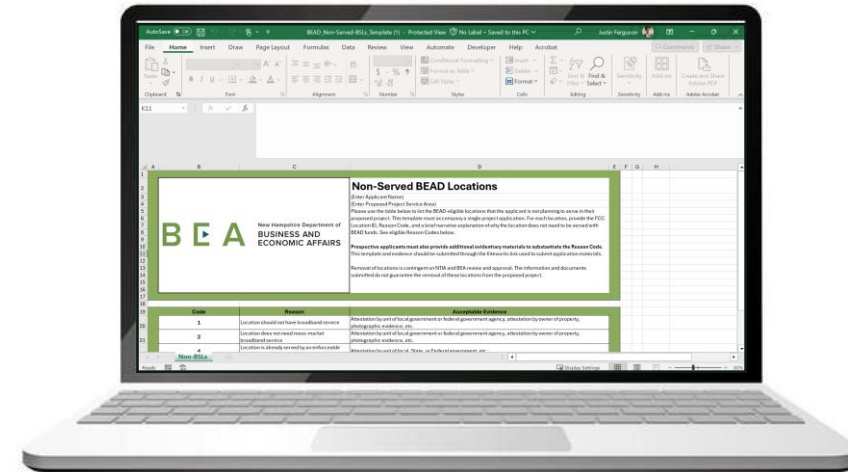 AutoSave
BEAD_Non-Served-BSLs_Template (1) - Protected View No Label • Saved to this PC
Justin Ferguson
File Home Insert Draw Page Layout Formulas Data Review View Automate Developer Help Acrobat
Comments Share
Conditional Formatting
Format as Table
Cell Styles
Insert
Delete
Format
Sort & Filter
Find & Select
Sensitivity
Add-ins
Create and Share Adobe PDF
Clipboard Font Alignment Number Styles Cells Editing Sensitivity Add-ins Adobe Acrobat
K11
A B C D E F G H
Non-Served BEAD Locations
(Enter Applicant Name)
(Enter Proposed Project Service Area)
Please use the table below to list the BEAD-eligible locations that the applicant is not planning to serve in their
proposed project. This template must accompany a single project application. For each location, provide the FCC
Location ID, Reason Code, and a brief narrative explanation of why the location does not need to be served with
BEAD funds. See eligible Reason Codes below.
Prospective applicants must also provide additional evidentiary materials to substantiate the Reason Code.
This template and evidence should be submitted through the Kiteworks link used to submit application materials.
Removal of locations is contingent on NTIA and BEA review and approval. The information and documents
submitted do not guarantee the removal of these locations from the proposed project.
BEA
New Hampshire Department of
BUSINESS AND
ECONOMIC AFFAIRS
Code Reason Acceptable Evidence
1 Location should not have broadband service Attestation by unit of local government or federal government agency, attestation by owner of property,
photographic evidence, etc.
2 Location does not need mass-market
broadband service Attestation by unit of local government or federal government agency, attestation by owner of property,
photographic evidence, etc.
Location is already served by an enforceable
Attestation by unit of local, State, or Federal government, etc.
Non-BSLs
Ready
Display Settings